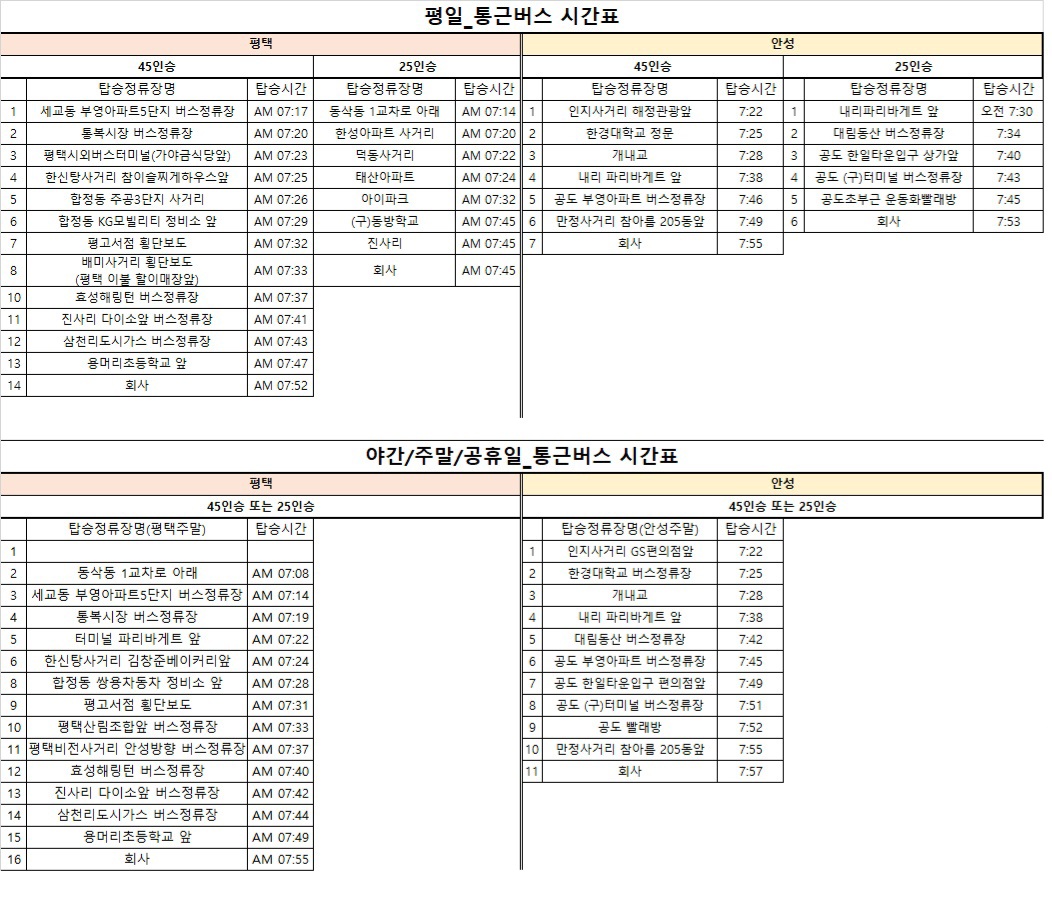 평일_통근버스 시간표
평택 안성
45인승 25인승 45인승 25인승
탑승정류장명 탑승시간 탑승정류장명 탑승시간 탑승정류장명 탑승시간 탑승정류장명 탑승시간
1 세교동 부영아파트5단지 버스정류장 AM 07:17 동삭동 1교차로 아래 AM 07:14 1 인지사거리 해정관광앞 7:22 1 내리파리바게트 앞 오전 7:30
2 통복시장 버스정류장 AM 07:20 한성아파트 사거리 AM 07:20 2 한경대학교 정문 7:25 2 대림동산 버스정류장 7:34
3 평택시외버스터미널(가야금식당앞) AM 07:23 덕동사거리 AM 07:22 3 개내교 7:28 3 공도 한일타운입구 상가앞 7:40
4 한신탕사거리 참이슬찌게하우스앞 AM 07:25 태산아파트 AM 07:24 4 내리 파리바게트 앞 7:38 4 공도 (구)터미널 버스정류장 7:43
5 합정동 주공3단지 사거리 AM 07:26 아이파크 AM 07:32 5 공도 부영아파트 버스정류장 7:46 5 공도초부근 운동화빨래방 7:45
6 합정동 KG모빌리티 정비소 앞 AM 07:29 (구)동방학교 AM 07:45 6 만정사거리 참아름 205동앞 7:49 6 회사 7:53
7 평고서점 횡단보도 AM 07:32 진사리 AM 07:45 7 회사 7:55
8 배미사거리 횡단보도 AM 07:33 회사 AM 07:45
(평택 이불 할이매장앞)
10 효성해링턴 버스정류장 AM 07:37
11 진사리 다이소앞 버스정류장 AM 07:41
12 삼천리도시가스 버스정류장 AM 07:43
13 용머리초등학교 앞 AM 07:47
14 회사 AM 07:52
야간/주말/공휴일_통근버스 시간표
평택 안성
45인승 또는 25인승 45인승 또는 25인승
탑승정류장명(평택주말) 탑승시간 탑승정류장명(안성주말) 탑승시간
1 1 인지사거리 GS편의점앞 7:22
2 동삭동 1교차로 아래 AM 07:08 2 한경대학교 버스정류장 7:25
3 세교동 부영아파트5단지 버스정류장 AM 07:14 3 개내교 7:28
4 통복시장 버스정류장 AM 07:19 4 내리 파리바게트 앞 7:38
5 터미널 파리바게트 앞 AM 07:22 5 대림동산 버스정류장 7:42
6 한신탕사거리 김창준베이커리앞 AM 07:24 6 공도 부영아파트 버스정류장 7:45
8 합정동 쌍용차동차 정비소 앞 AM 07:28 7 공도 한일타운입구 편의점앞 7:49
9 평고서점 횡단보도 AM 07:31 8 공도 (구)터미널 버스정류장 7:51
10 평택산림조합앞 버스정류장 AM 07:33 9 공도 빨래방 7:52
11 평택비전사거리 안성방향 버스정류장 AM 07:37 10 만정사거리 참아름 205동앞 7:55
12 효성해링턴 버스정류장 AM 07:40 11 회사 7:57
13 진사리 다이소앞 버스정류장 AM 07:42
14 삼천리도시가스 버스정류장 AM 07:44
15 용머리초등학교 앞 AM 07:49
16 회사 AM 07:55